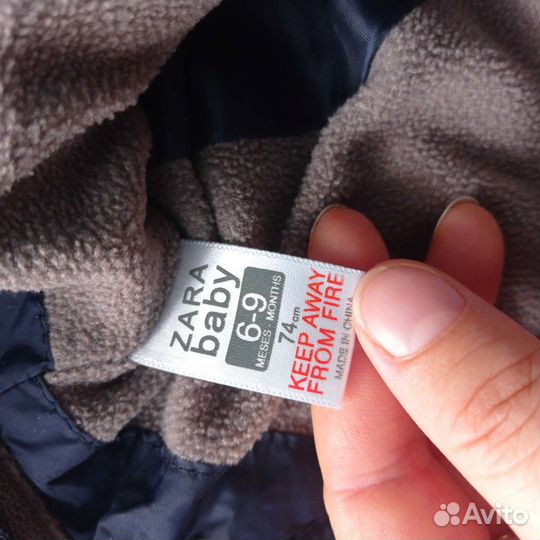 ZARA
baby
6-9
MESES - MONTHS
74cm
KEEP AWAY
FROM FIRE
MADE IN CHINA
Avito